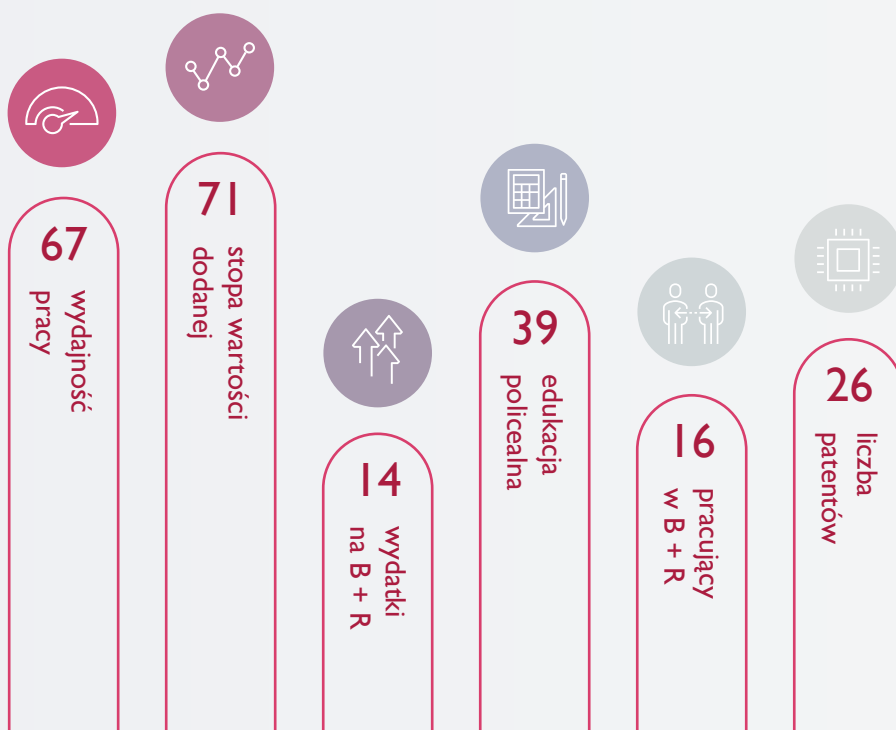 67
wydajność
pracy
71
stopa wartości
dodanej
14
wydatki
na B + R
39
edukacja
policealna
16
pracujący
w B + R
26
liczba
patentów